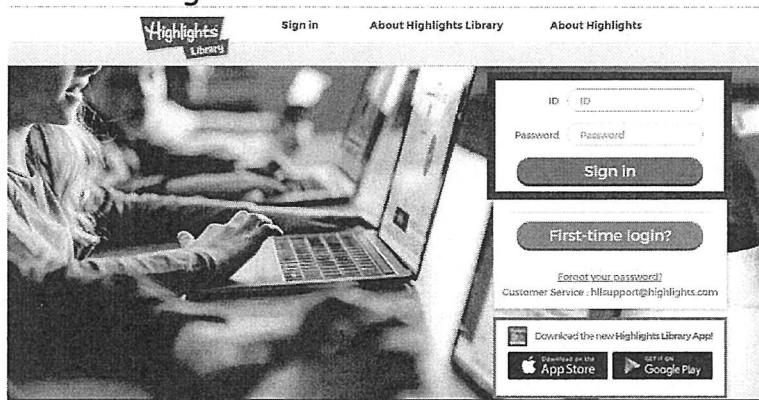 Highlights
Library
Sign in
About Highlights Library
About Highlights
ID
ID
Password
Password
Sign in
First-time login?
Forgot your password?
Customer Service : hllsupport@highlights.com
Download the new Highlights Library App!
Download on the
App Store
GET IT ON
Google Play